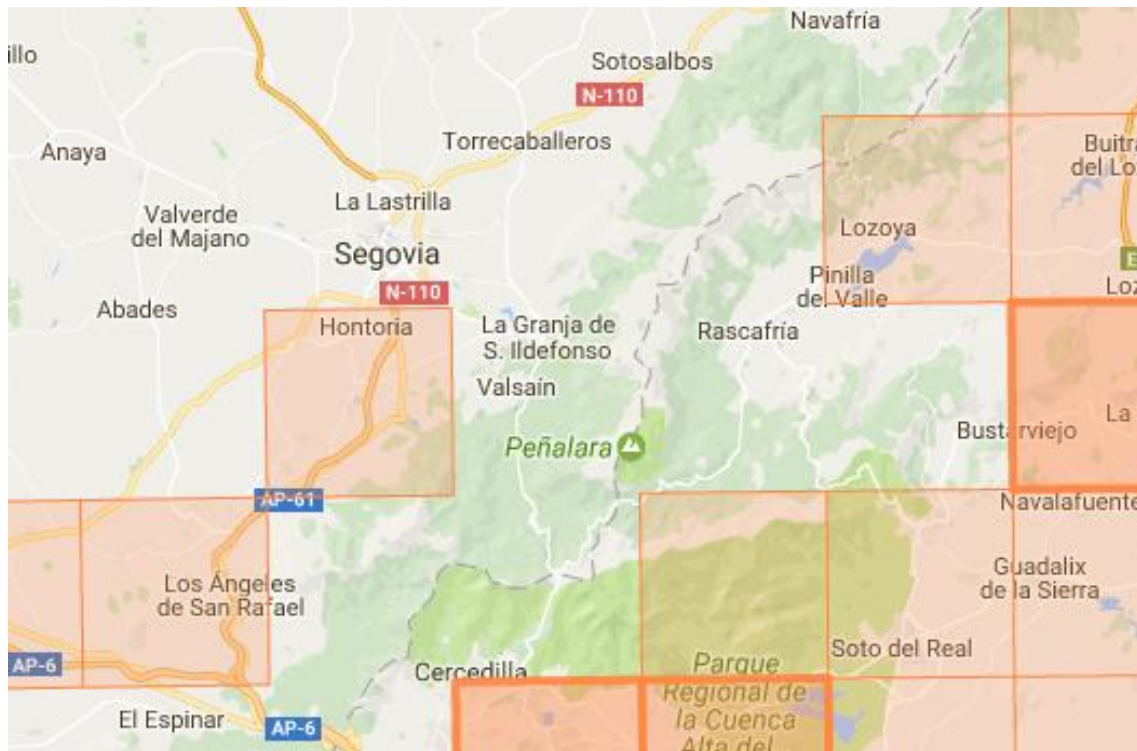 Navafría
illo
Sotosalbos
N-110
Torrecaballeros
Anaya
Buitra
del Lo
La Lastrilla
Valverde
del Majano
Lozoya
Segovia
E
Pinilla
del Valle
N-110
Loz
Abades
Hontoria
La Granja de
S. Ildefonso
Rascafría
Valsaín
La
Bustarviejo
Peñalara
AP-61
Navalafuente
Los Ángeles
de San Rafael
Guadalix
de la Sierra
Soto del Real
AP-6
Cercedilla
Parque
Regional de
la Cuenca
Alta del
El Espinar
AP-6